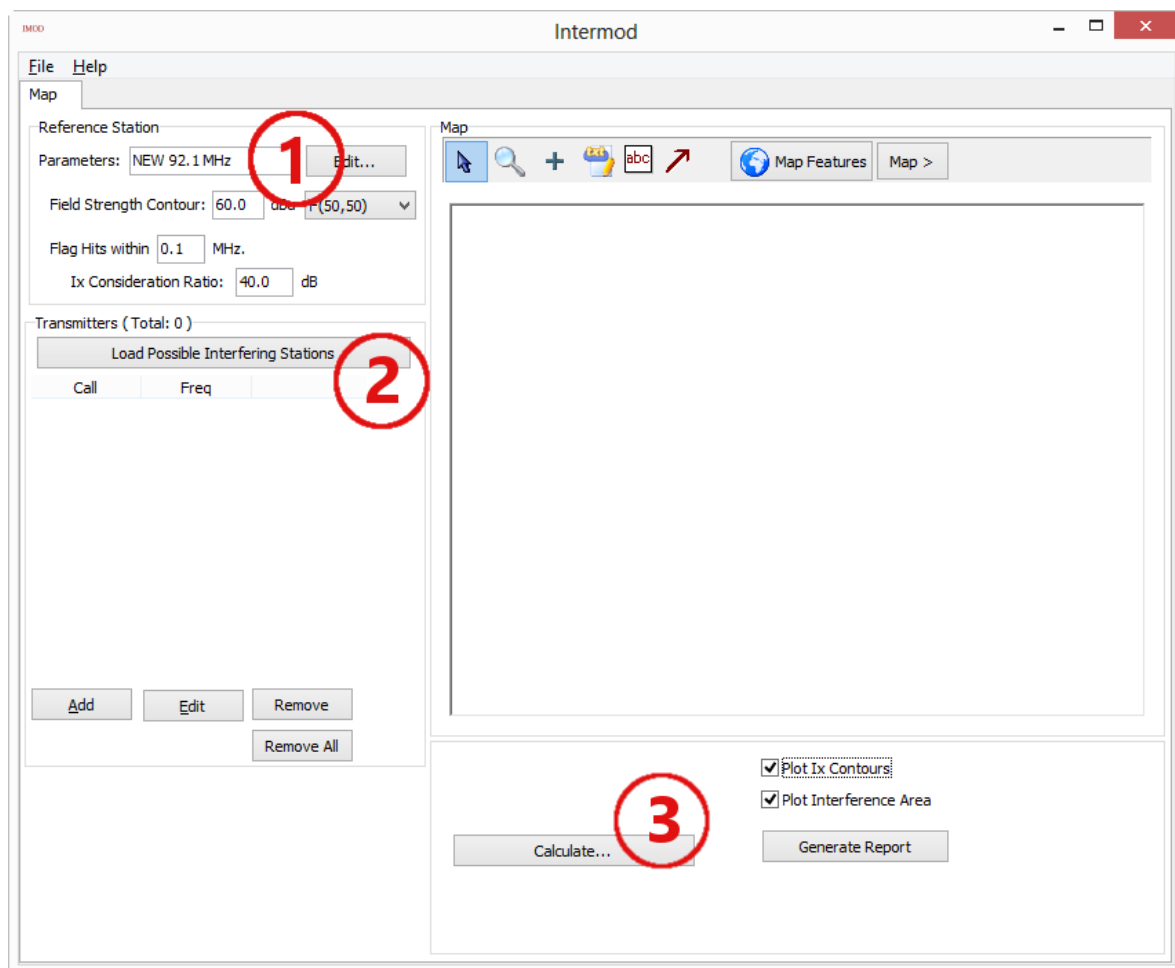 IMOD
Intermod
File Help
Map
Reference Station
Parameters: NEW 92.1 MHz Edit...
1
Field Strength Contour: 60.0 dBu F(50,50)
Flag Hits within 0.1 MHz.
Ix Consideration Ratio: 40.0 dB
Transmitters ( Total: 0 )
Load Possible Interfering Stations
2
Call Freq
Add Edit Remove
Remove All
Map
abc Map Features Map >
Plot Ix Contours
Plot Interference Area
3
Calculate...
Generate Report